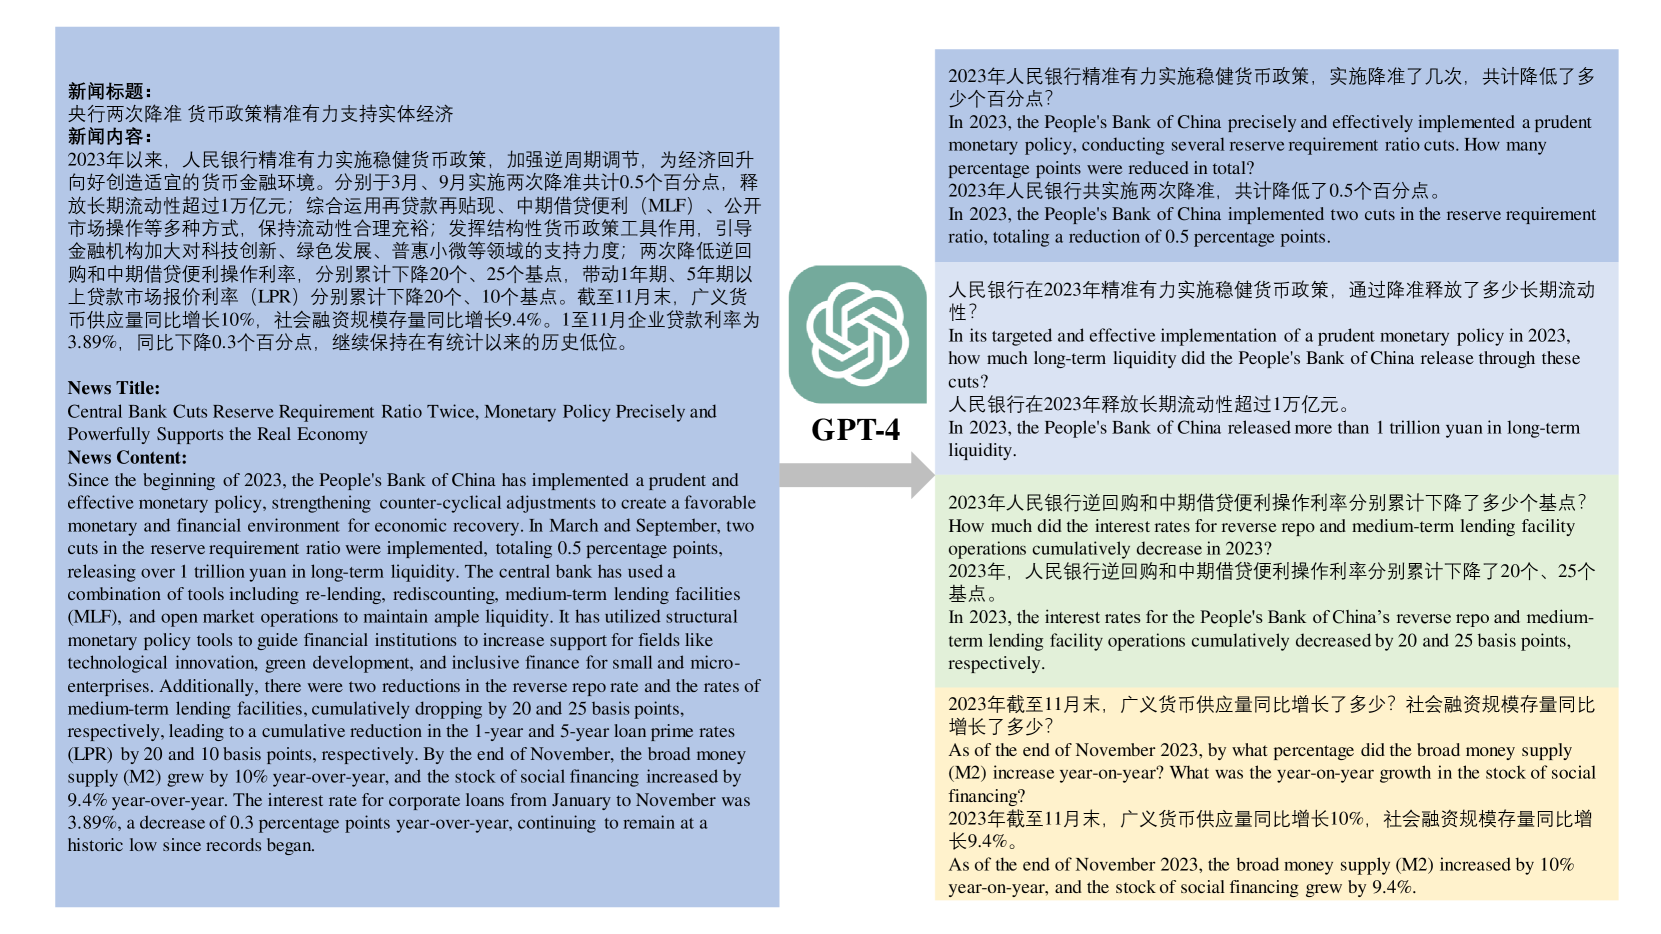 新闻标题：
央行两次降准 货币政策精准有力支持实体经济
新闻内容：
2023年以来，人民银行精准有力实施稳健货币政策，加强逆周期调节，为经济回升
向好创造适宜的货币金融环境。分别于3月、9月实施两次降准共计0.5个百分点，释
放长期流动性超过1万亿元；综合运用再贷款再贴现、中期借贷便利（MLF）、公开
市场操作等多种方式，保持流动性合理充裕；发挥结构性货币政策工具作用，引导
金融机构加大对科技创新、绿色发展、普惠小微等领域的支持力度；两次降低逆回
购和中期借贷便利操作利率，分别累计下降20个、25个基点，带动1年期、5年期以
上贷款市场报价利率（LPR）分别累计下降20个、10个基点。截至11月末，广义货
币供应量同比增长10%，社会融资规模存量同比增长9.4%。1至11月企业贷款利率为
3.89%，同比下降0.3个百分点，继续保持在有统计以来的历史低位。
News Title:
Central Bank Cuts Reserve Requirement Ratio Twice, Monetary Policy Precisely and
Powerfully Supports the Real Economy
News Content:
Since the beginning of 2023, the People's Bank of China has implemented a prudent and
effective monetary policy, strengthening counter-cyclical adjustments to create a favorable
monetary and financial environment for economic recovery. In March and September, two
cuts in the reserve requirement ratio were implemented, totaling 0.5 percentage points,
releasing over 1 trillion yuan in long-term liquidity. The central bank has used a
combination of tools including re-lending, rediscounting, medium-term lending facilities
(MLF), and open market operations to maintain ample liquidity. It has utilized structural
monetary policy tools to guide financial institutions to increase support for fields like
technological innovation, green development, and inclusive finance for small and micro-
enterprises. Additionally, there were two reductions in the reverse repo rate and the rates of
medium-term lending facilities, cumulatively dropping by 20 and 25 basis points,
respectively, leading to a cumulative reduction in the 1-year and 5-year loan prime rates
(LPR) by 20 and 10 basis points, respectively. By the end of November, the broad money
supply (M2) grew by 10% year-over-year, and the stock of social financing increased by
9.4% year-over-year. The interest rate for corporate loans from January to November was
3.89%, a decrease of 0.3 percentage points year-over-year, continuing to remain at a
historic low since records began.
GPT-4
2023年人民银行精准有力实施稳健货币政策，实施降准了几次，共计降低了多
少个百分点？
In 2023, the People's Bank of China precisely and effectively implemented a prudent
monetary policy, conducting several reserve requirement ratio cuts. How many
percentage points were reduced in total?
2023年人民银行共实施两次降准，共计降低了0.5个百分点。
In 2023, the People's Bank of China implemented two cuts in the reserve requirement
ratio, totaling a reduction of 0.5 percentage points.
人民银行在2023年精准有力实施稳健货币政策，通过降准释放了多少长期流动
性？
In its targeted and effective implementation of a prudent monetary policy in 2023,
how much long-term liquidity did the People's Bank of China release through these
cuts?
人民银行在2023年释放长期流动性超过1万亿元。
In 2023, the People's Bank of China released more than 1 trillion yuan in long-term
liquidity.
2023年人民银行逆回购和中期借贷便利操作利率分别累计下降了多少个基点？
How much did the interest rates for reverse repo and medium-term lending facility
operations cumulatively decrease in 2023?
2023年，人民银行逆回购和中期借贷便利操作利率分别累计下降了20个、25个
基点。
In 2023, the interest rates for the People's Bank of China’s reverse repo and medium-
term lending facility operations cumulatively decreased by 20 and 25 basis points,
respectively.
2023年截至11月末，广义货币供应量同比增长了多少？社会融资规模存量同比
增长了多少？
As of the end of November 2023, by what percentage did the broad money supply
(M2) increase year-on-year? What was the year-on-year growth in the stock of social
financing?
2023年截至11月末，广义货币供应量同比增长10%，社会融资规模存量同比增
长9.4%。
As of the end of November 2023, the broad money supply (M2) increased by 10%
year-on-year, and the stock of social financing grew by 9.4%.